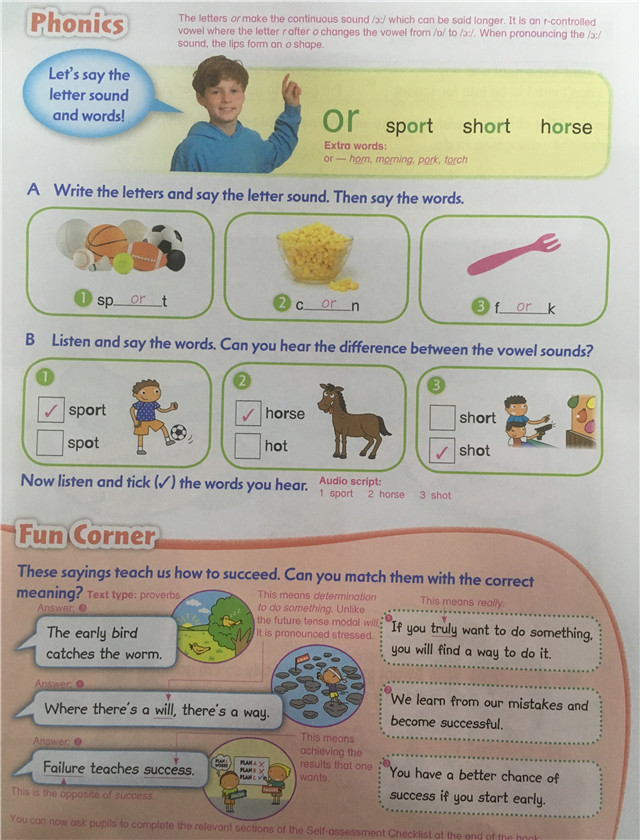 Phonics
The letters or make the continuous sound /ɔː/ which can be said longer. It is an r-controlled
vowel where the letter r after o changes the vowel from /ɒ/ to /ɔː/. When pronouncing the /ɔː/
sound, the lips form an o shape.
Let's say the
letter sound
and words!
or sport short horse
Extra words:
or — horn, morning, pork, torch
A Write the letters and say the letter sound. Then say the words.
1 sp or t
2 c or n
3 f or k
B Listen and say the words. Can you hear the difference between the vowel sounds?
1
✓ sport
spot
2
✓ horse
hot
3
short
✓ shot
Now listen and tick (✓) the words you hear.
Audio script:
1 sport 2 horse 3 shot
Fun Corner
These sayings teach us how to succeed. Can you match them with the correct
meaning? Text type: proverbs
Answer: 3
The early bird
catches the worm.
This means determination
to do something. Unlike
the future tense modal will,
it is pronounced stressed.
This means really.
1 If you truly want to do something,
you will find a way to do it.
Answer: 1
Where there's a will, there's a way.
2 We learn from our mistakes and
become successful.
Answer: 2
Failure teaches success.
This is the opposite of success.
This means
achieving the
results that one
wants.
PLAN C
WORKS!
PLAN A X
PLAN B X
PLAN C ✓
3 You have a better chance of
success if you start early.
You can now ask pupils to complete the relevant sections of the Self-assessment Checklist at the end of the book.